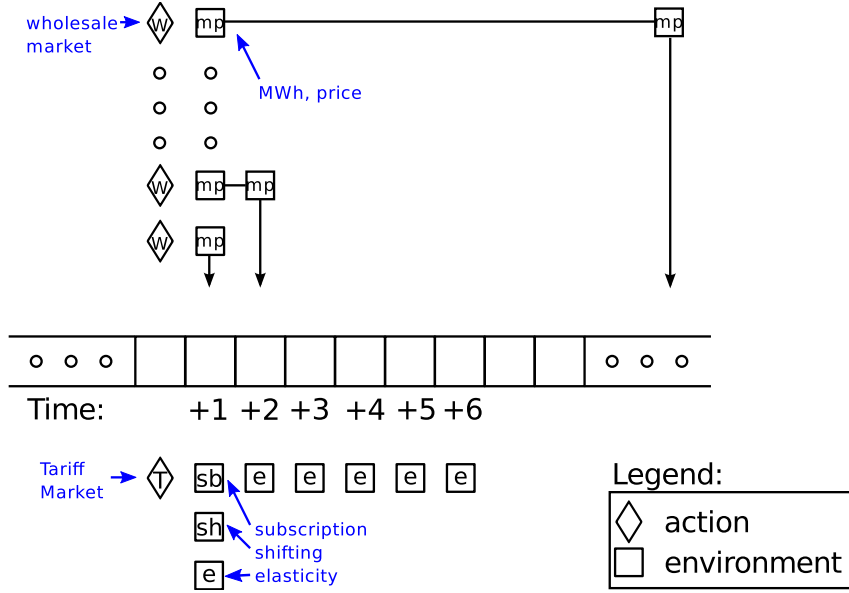 wholesale
market
W mp mp
MWh, price
W mp mp
W mp
Time: +1 +2 +3 +4 +5 +6
Tariff
Market
T sb e e e e e
sh
e
subscription
shifting
elasticity
Legend:
action
environment